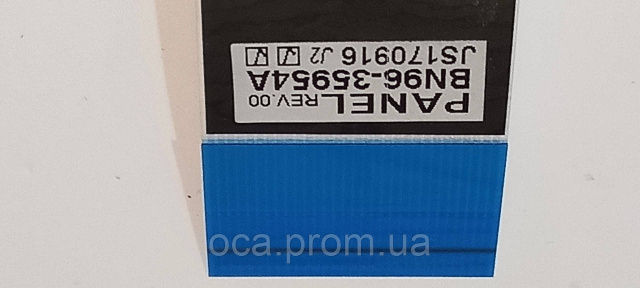 PANEL REV.00
BN96-35954A
JS170916 J2
oca.prom.ua